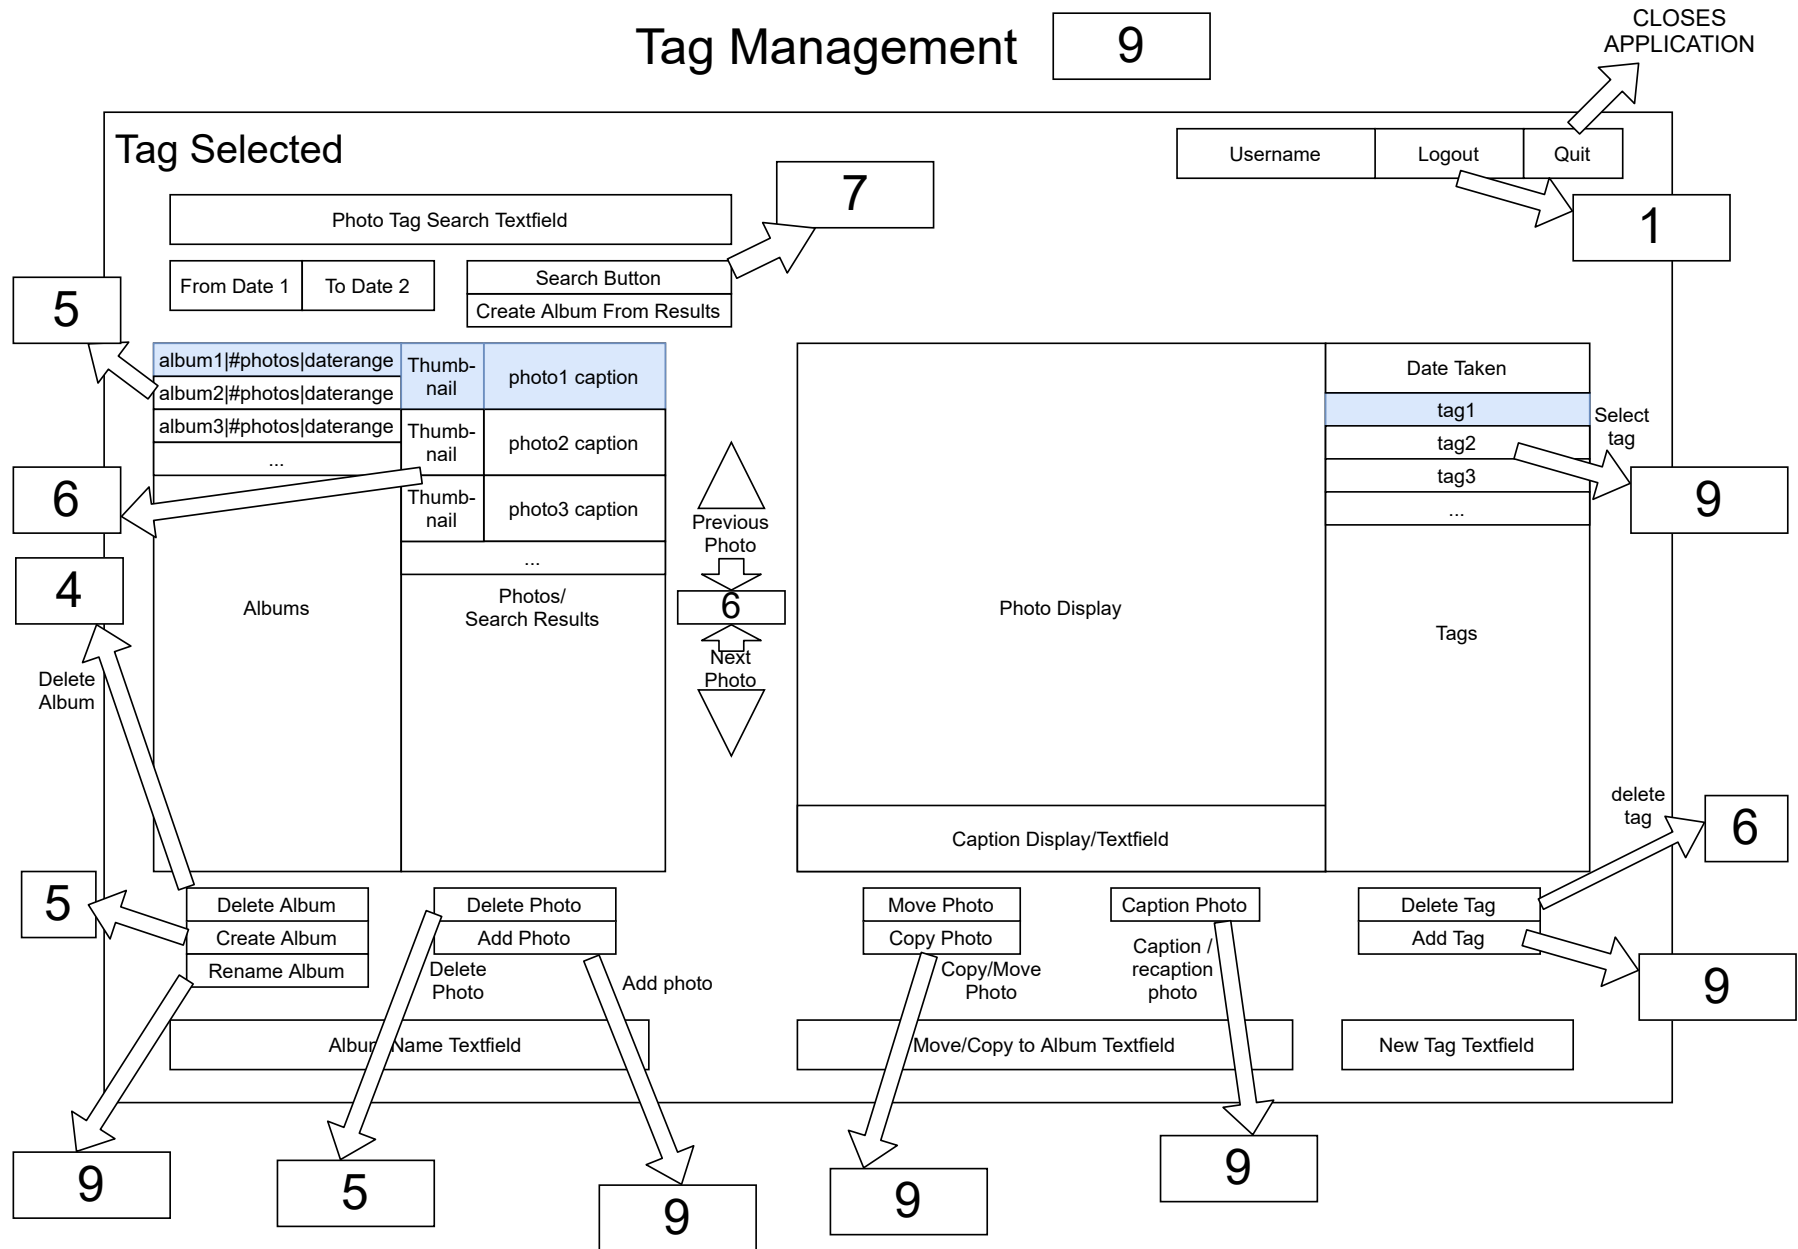 Tag Management
9
CLOSES
APPLICATION
Tag Selected
Username
Logout
Quit
7
1
Photo Tag Search Textfield
From Date 1
To Date 2
Search Button
Create Album From Results
5
album1|#photos|daterange
album2|#photos|daterange
album3|#photos|daterange
...
Thumb-
nail
photo1 caption
Thumb-
nail
photo2 caption
Thumb-
nail
photo3 caption
...
6
4
Albums
Photos/
Search Results
Previous
Photo
6
Next
Photo
Photo Display
Date Taken
tag1
tag2
tag3
...
Select
tag
9
Tags
Delete
Album
Caption Display/Textfield
delete
tag
6
5
Delete Album
Create Album
Rename Album
Delete Photo
Add Photo
Move Photo
Copy Photo
Caption Photo
Delete Tag
Add Tag
Delete
Photo
Add photo
Copy/Move
Photo
Caption /
recaption
photo
9
Album Name Textfield
Move/Copy to Album Textfield
New Tag Textfield
9
5
9
9
9